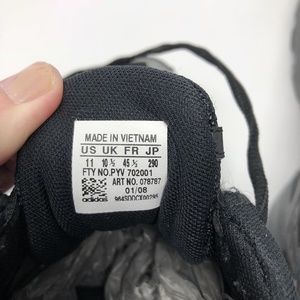 MADE IN VIETNAM
US UK FR JP
11 10½ 45⅓ 290
FTY NO.PYV 702001
ART NO. 078787
01/08
adidas